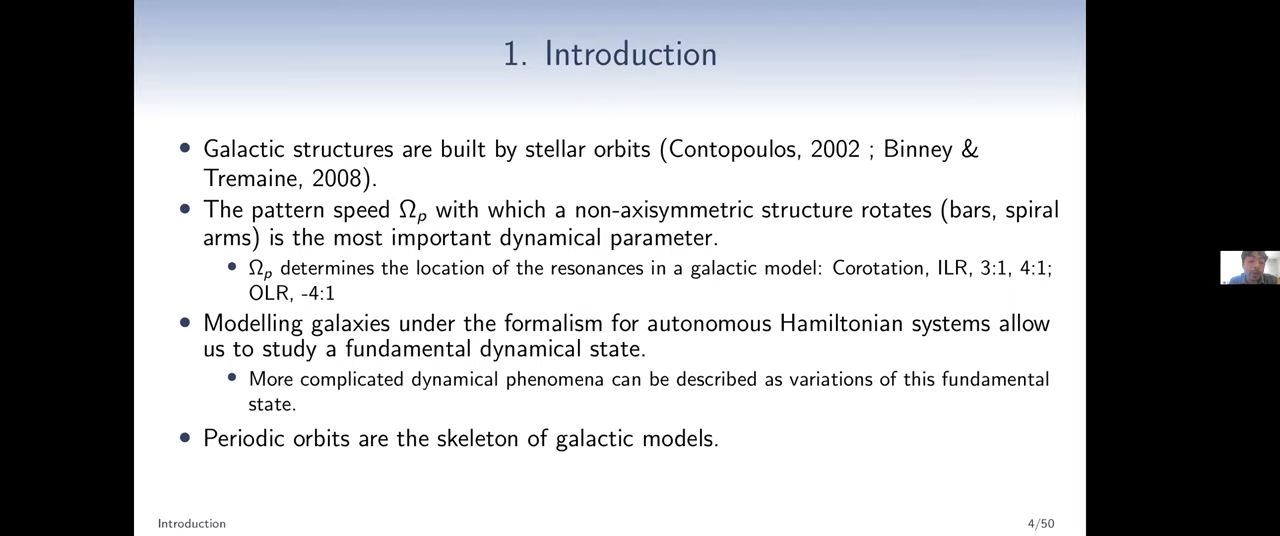 1. Introduction
• Galactic structures are built by stellar orbits (Contopoulos, 2002 ; Binney &
Tremaine, 2008).
• The pattern speed Ωp with which a non-axisymmetric structure rotates (bars, spiral
arms) is the most important dynamical parameter.
• Ωp determines the location of the resonances in a galactic model: Corotation, ILR, 3:1, 4:1;
OLR, -4:1
• Modelling galaxies under the formalism for autonomous Hamiltonian systems allow
us to study a fundamental dynamical state.
• More complicated dynamical phenomena can be described as variations of this fundamental
state.
• Periodic orbits are the skeleton of galactic models.
Introduction
4/50